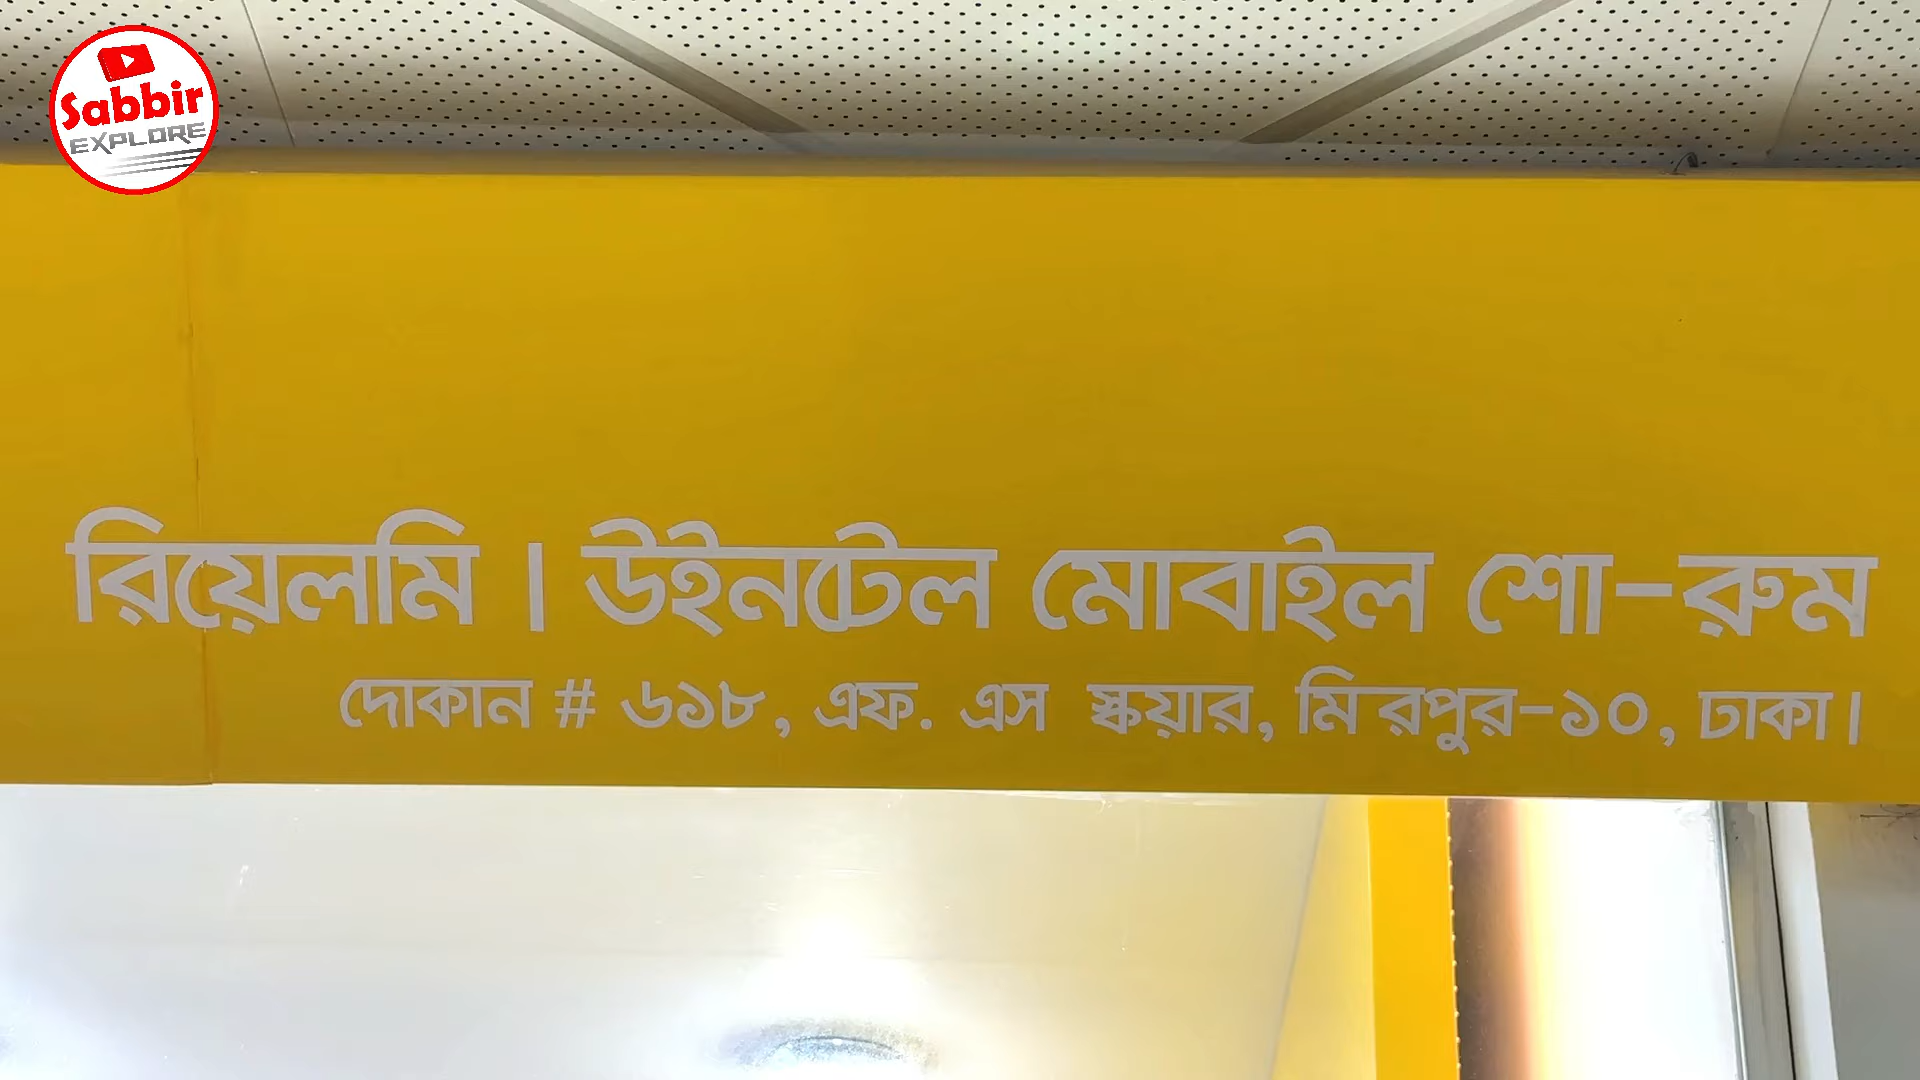 Sabbir
EXPLORE
রিয়েলমি । উইনটেল মোবাইল শো-রুম
দোকান # ৬১৮, এফ. এস স্কয়ার, মিরপুর-১০, ঢাকা।